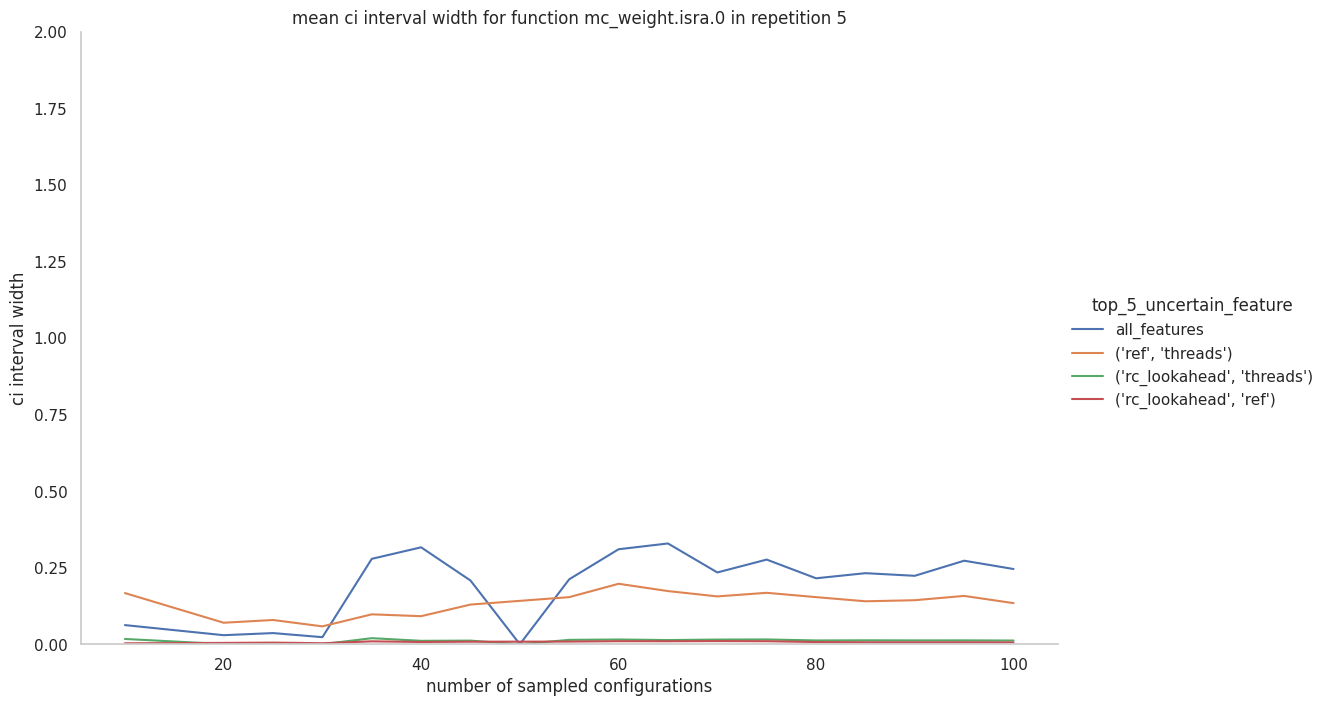 mean ci interval width for function mc_weight.isra.0 in repetition 5
2.00
1.75
1.50
1.25
1.00
0.75
0.50
0.25
0.00
ci interval width
20
40
60
80
100
number of sampled configurations
top_5_uncertain_feature
all_features
('ref', 'threads')
('rc_lookahead', 'threads')
('rc_lookahead', 'ref')